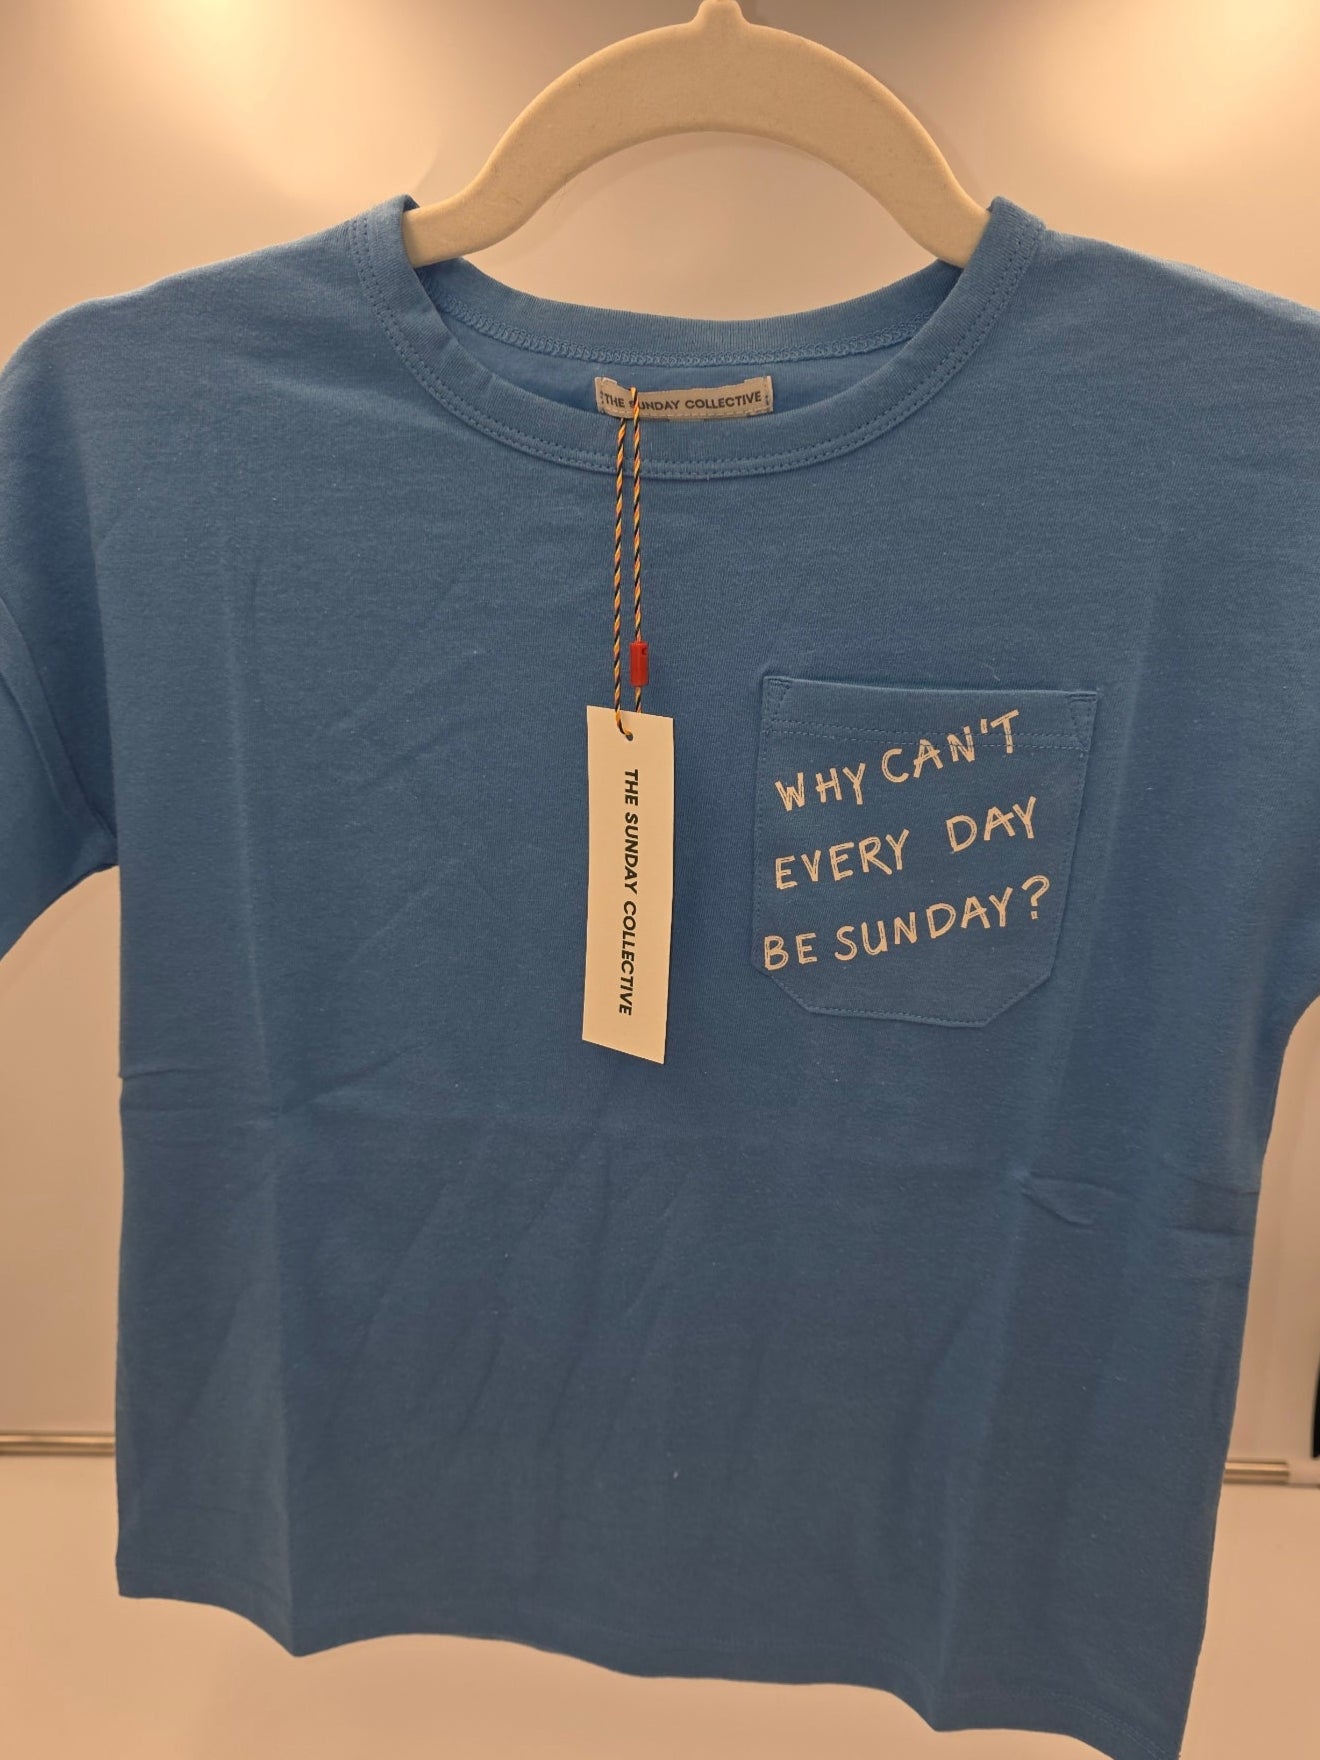 THE SUNDAY COLLECTIVE
THE SUNDAY COLLECTIVE
WHY CAN'T
EVERY DAY
BE SUNDAY?